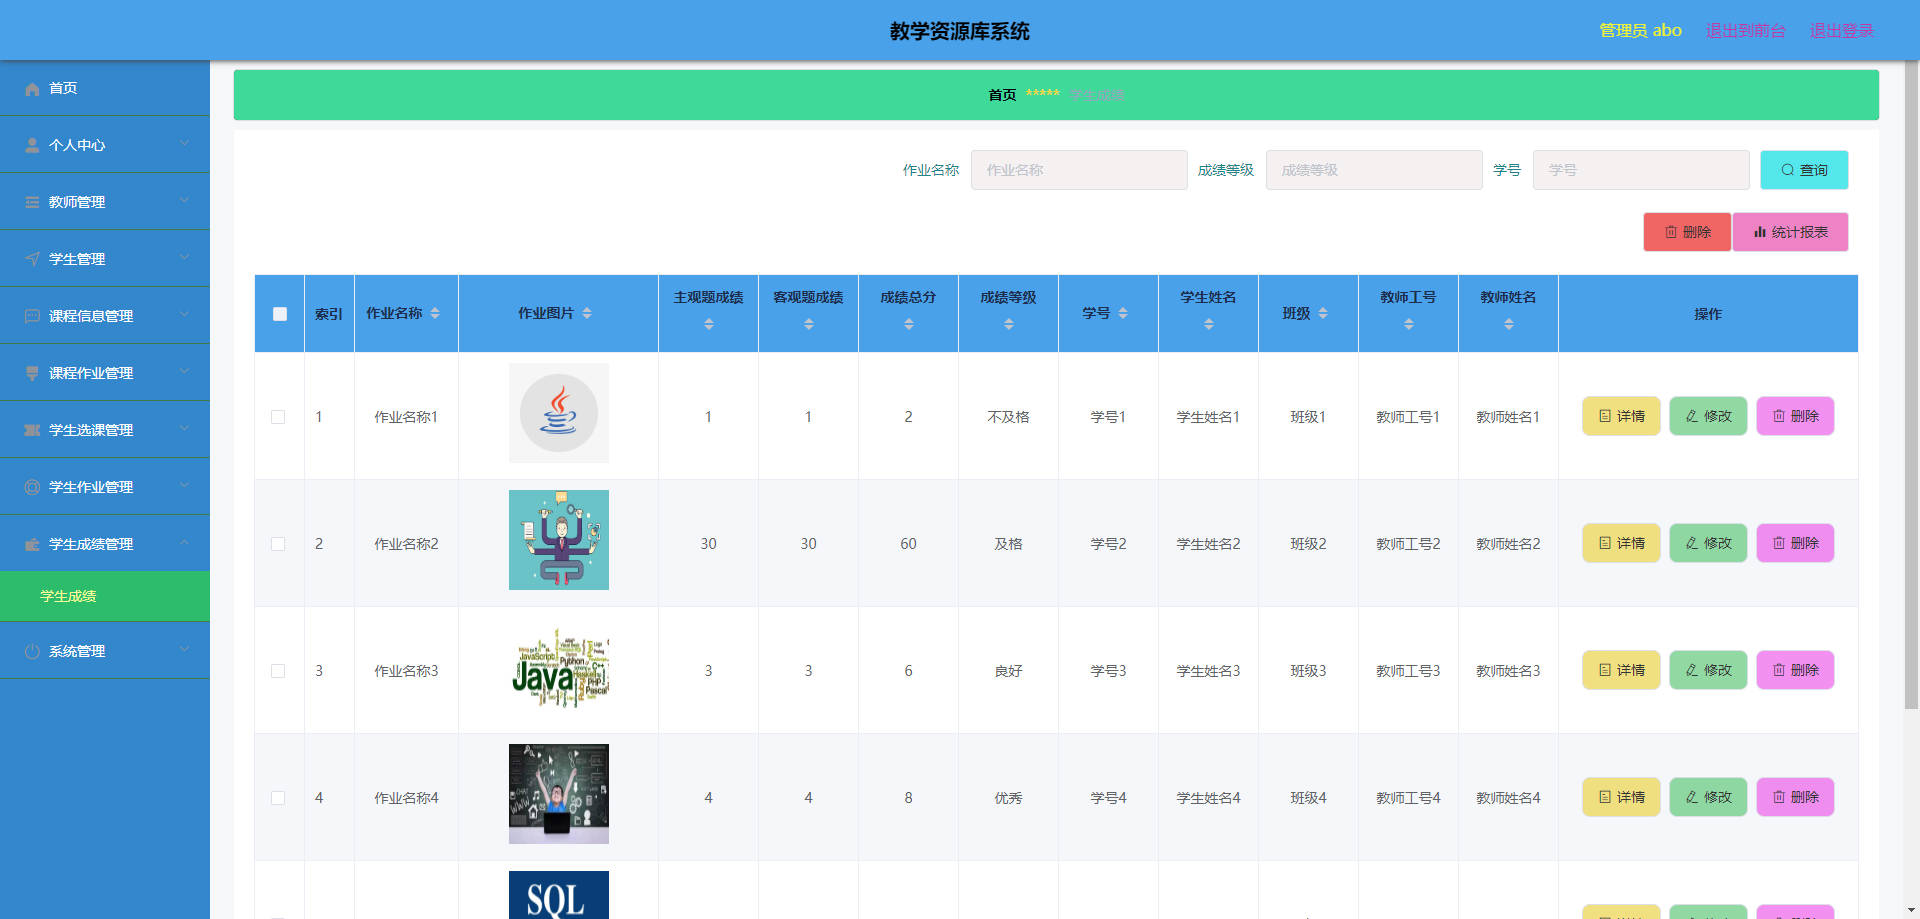 教学资源库系统
管理员 abo 退出到前台 退出登录
首页
个人中心
教师管理
学生管理
课程信息管理
课程作业管理
学生选课管理
学生作业管理
学生成绩管理
学生成绩
系统管理
首页 ***** 学生成绩
作业名称 作业名称 成绩等级 成绩等级 学号 学号 查询
删除 统计报表
索引 作业名称 作业图片 主观题成绩 客观题成绩 成绩总分 成绩等级 学号 学生姓名 班级 教师工号 教师姓名 操作
1 作业名称1 1 1 2 不及格 学号1 学生姓名1 班级1 教师工号1 教师姓名1 详情 修改 删除
2 作业名称2 30 30 60 及格 学号2 学生姓名2 班级2 教师工号2 教师姓名2 详情 修改 删除
JavaScript
Python
Java
C++
Haskell
PHP
Pascal
3 作业名称3 3 3 6 良好 学号3 学生姓名3 班级3 教师工号3 教师姓名3 详情 修改 删除
WWW
4 作业名称4 4 4 8 优秀 学号4 学生姓名4 班级4 教师工号4 教师姓名4 详情 修改 删除
SQL